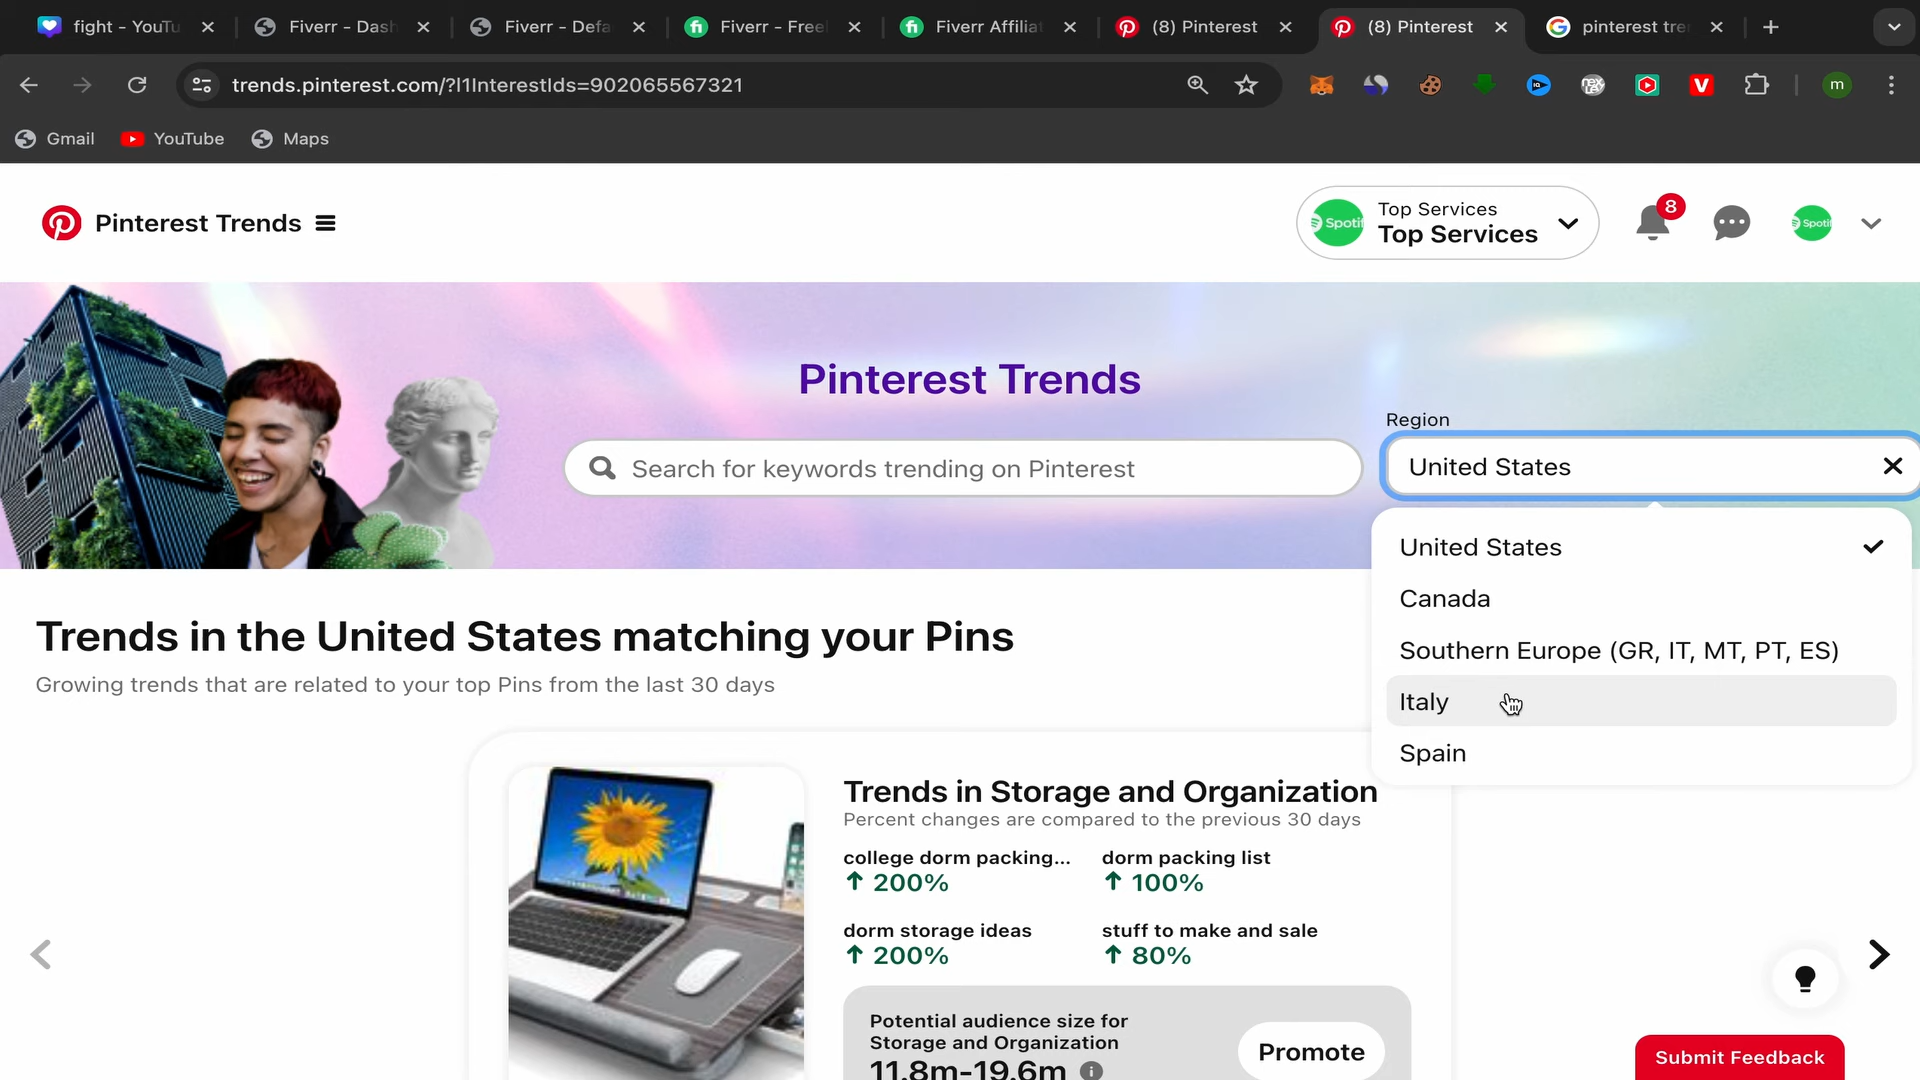 fight - YouTu
Fiverr - Dash
Fiverr - Defa
Fiverr - Freel
Fiverr Affiliat
(8) Pinterest
(8) Pinterest
pinterest tre
trends.pinterest.com/?l1InterestIds=902065567321
m
Gmail
YouTube
Maps
Pinterest Trends
Spotif
Top Services
Top Services
8
Spotif
Pinterest Trends
Region
Search for keywords trending on Pinterest
United States
United States
Canada
Southern Europe (GR, IT, MT, PT, ES)
Italy
Spain
Trends in the United States matching your Pins
Growing trends that are related to your top Pins from the last 30 days
Trends in Storage and Organization
Percent changes are compared to the previous 30 days
college dorm packing...
↑ 200%
dorm packing list
↑ 100%
dorm storage ideas
↑ 200%
stuff to make and sale
↑ 80%
Potential audience size for
Storage and Organization
11.8m-19.6m
Promote
Submit Feedback